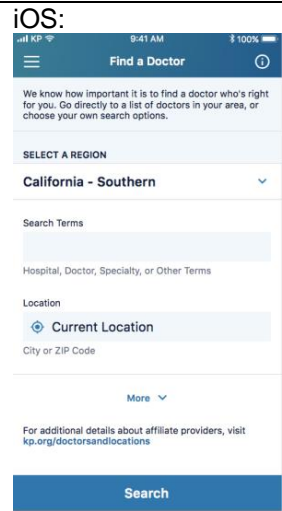 iOS:
KP 9:41 AM 100%
Find a Doctor
We know how important it is to find a doctor who's right
for you. Go directly to a list of doctors in your area, or
choose your own search options.
SELECT A REGION
California - Southern
Search Terms
Hospital, Doctor, Specialty, or Other Terms
Location
Current Location
City or ZIP Code
More
For additional details about affiliate providers, visit
kp.org/doctorsandlocations
Search